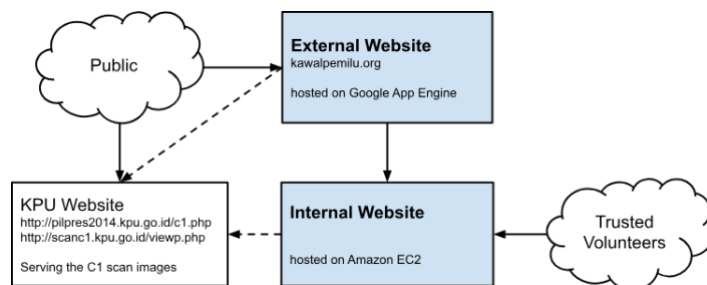 Public
External Website
kawalpemilu.org
hosted on Google App Engine
KPU Website
http://pilpres2014.kpu.go.id/c1.php
http://scanc1.kpu.go.id/viewp.php
Serving the C1 scan images
Internal Website
hosted on Amazon EC2
Trusted
Volunteers